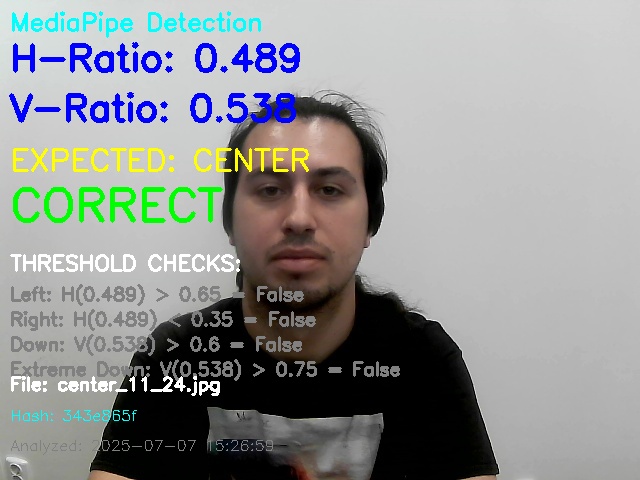 MediaPipe Detection
H-Ratio: 0.489
V-Ratio: 0.538
EXPECTED: CENTER
CORRECT
THRESHOLD CHECKS:
Left: H(0.489) > 0.65 = False
Right: H(0.489) < 0.35 = False
Down: V(0.538) > 0.6 = False
Extreme Down: V(0.538) > 0.75 = False
File: center_11_24.jpg
Hash: 343e865f
Analyzed: 2025-07-07 15:26:59